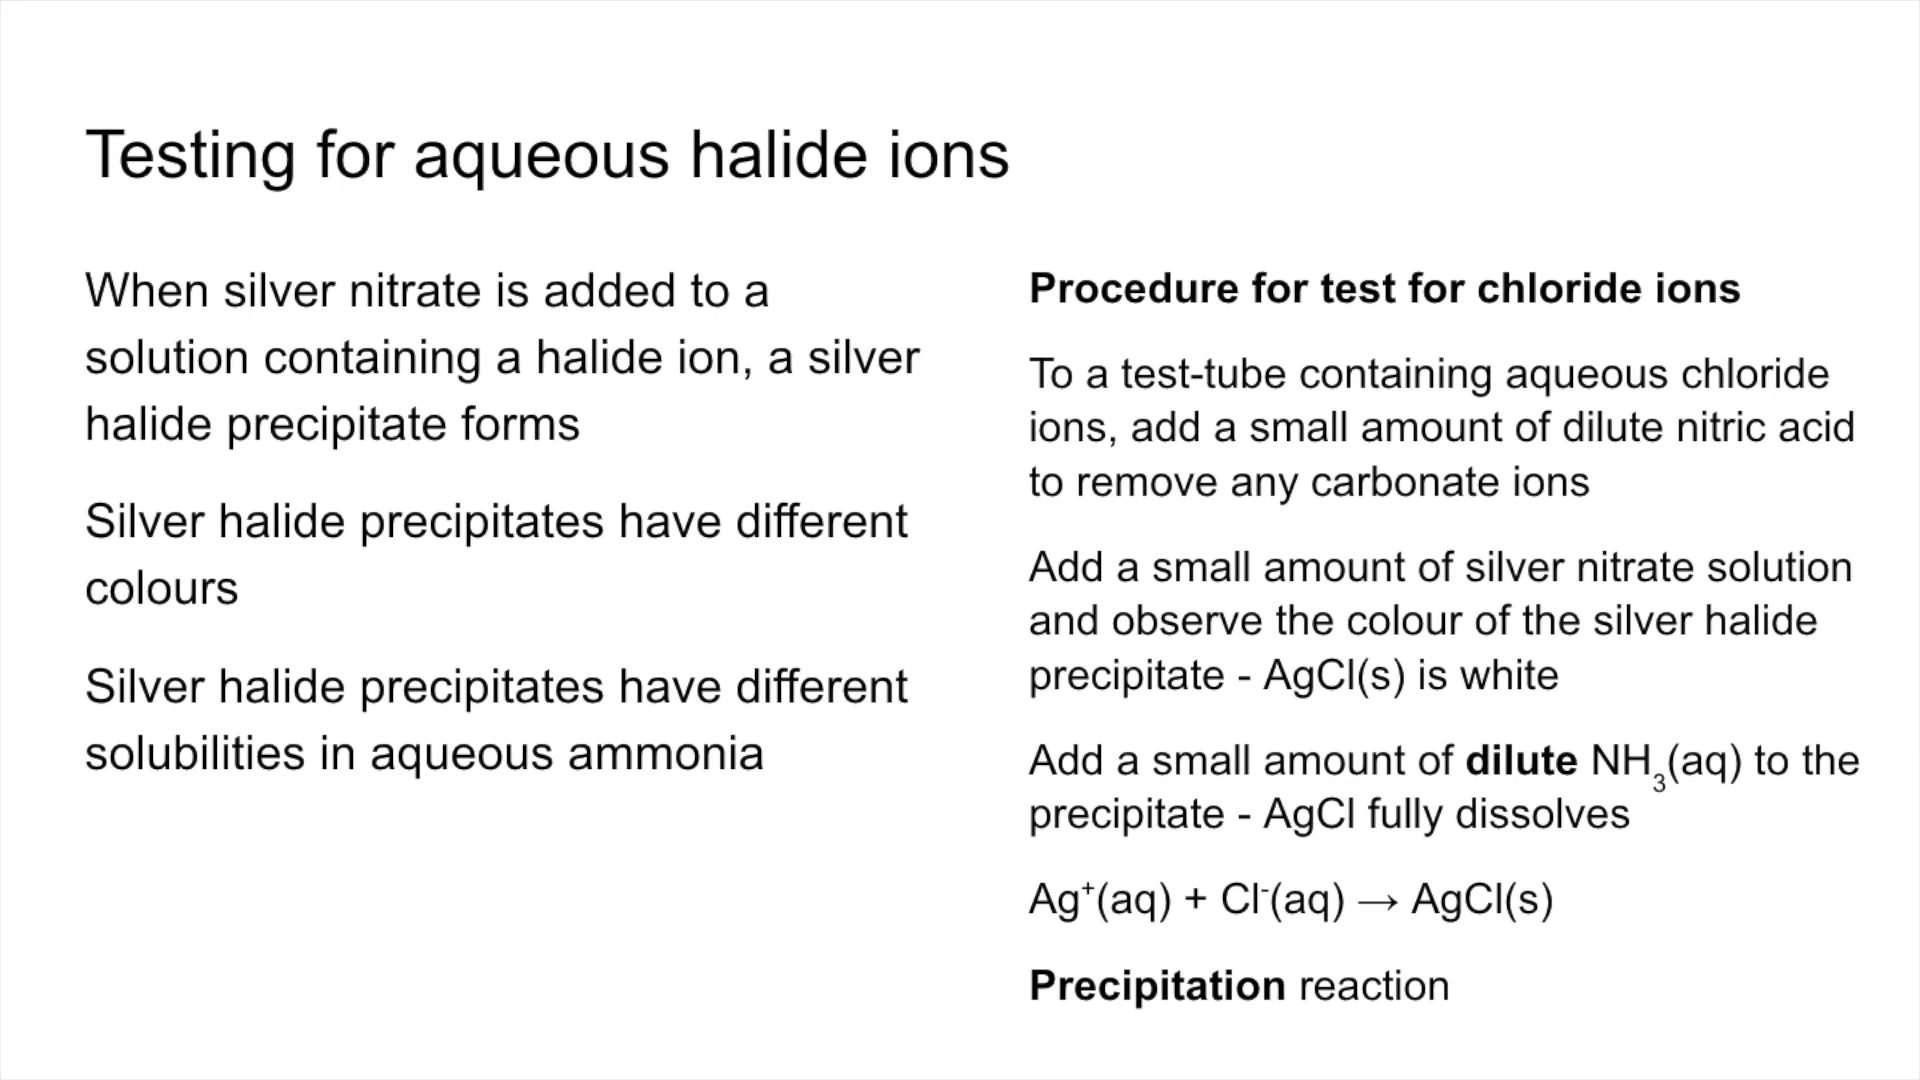 Testing for aqueous halide ions
When silver nitrate is added to a
solution containing a halide ion, a silver
halide precipitate forms
Silver halide precipitates have different
colours
Silver halide precipitates have different
solubilities in aqueous ammonia
Procedure for test for chloride ions
To a test-tube containing aqueous chloride
ions, add a small amount of dilute nitric acid
to remove any carbonate ions
Add a small amount of silver nitrate solution
and observe the colour of the silver halide
precipitate - AgCl(s) is white
Add a small amount of dilute NH₃(aq) to the
precipitate - AgCl fully dissolves
Ag⁺(aq) + Cl⁻(aq) → AgCl(s)
Precipitation reaction